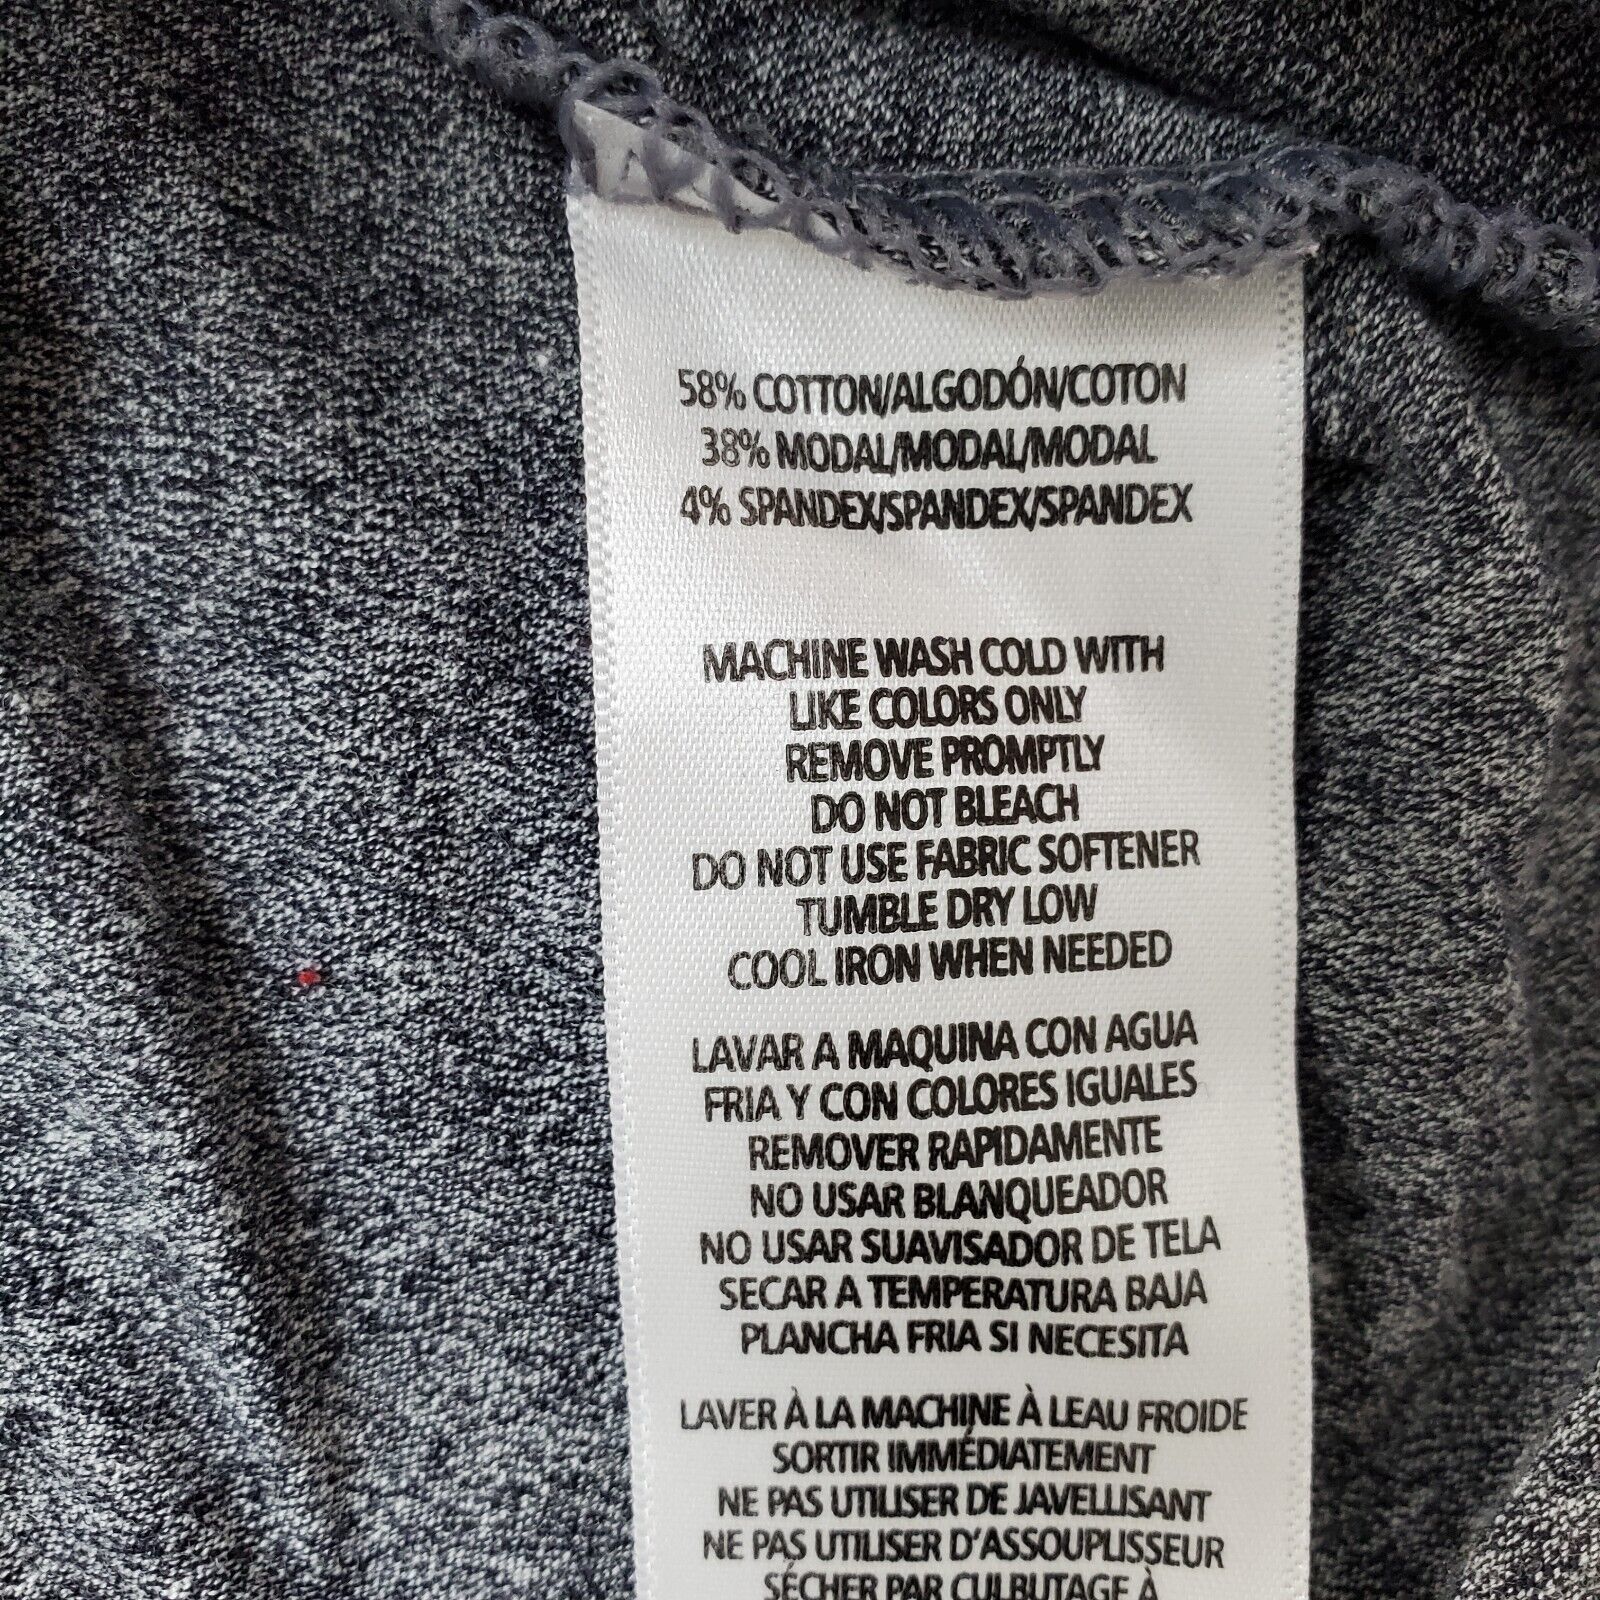 58% COTTON/ALGODÓN/COTON
38% MODAL/MODAL/MODAL
4% SPANDEX/SPANDEX/SPANDEX
MACHINE WASH COLD WITH
LIKE COLORS ONLY
REMOVE PROMPTLY
DO NOT BLEACH
DO NOT USE FABRIC SOFTENER
TUMBLE DRY LOW
COOL IRON WHEN NEEDED
LAVAR A MAQUINA CON AGUA
FRIA Y CON COLORES IGUALES
REMOVER RAPIDAMENTE
NO USAR BLANQUEADOR
NO USAR SUAVISADOR DE TELA
SECAR A TEMPERATURA BAJA
PLANCHA FRIA SI NECESITA
LAVER À LA MACHINE À LEAU FROIDE
SORTIR IMMÉDIATEMENT
NE PAS UTILISER DE JAVELLISANT
NE PAS UTILISER D'ASSOUPLISSEUR
SÉCHER PAR CULBUTAGE À